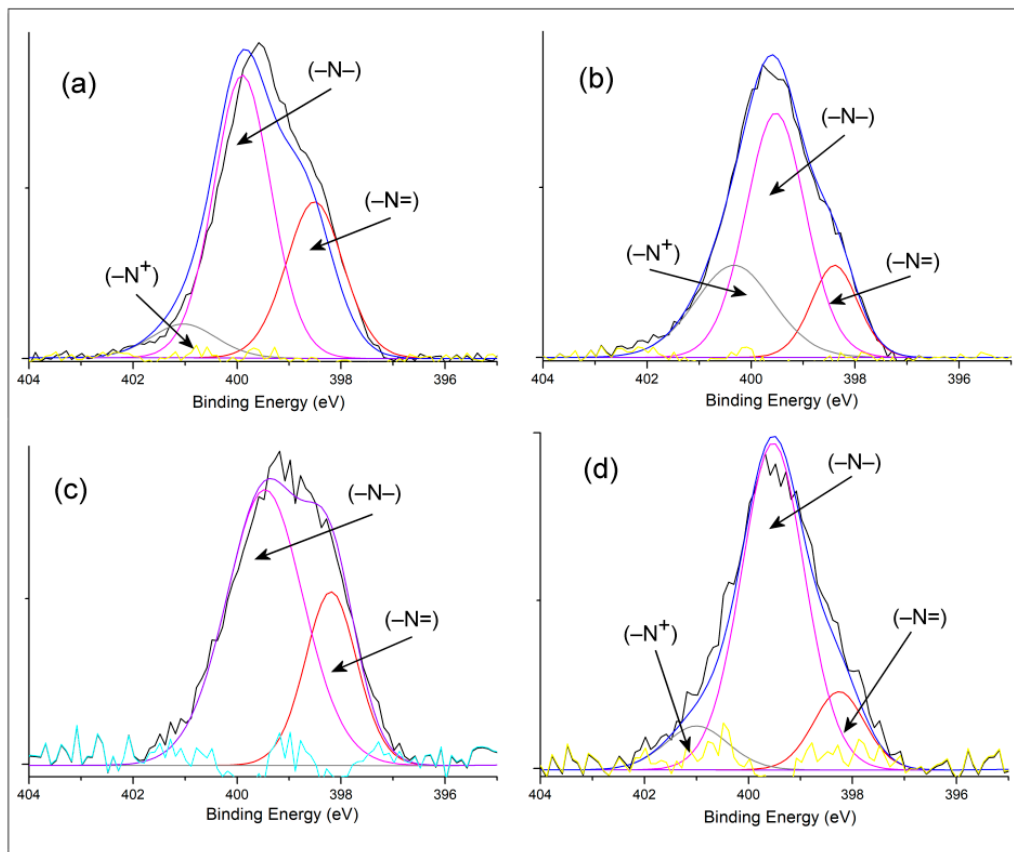 (a)
(–N–)
(–N=)
(–N+)
404 402 400 398 396
Binding Energy (eV)
(b)
(–N–)
(–N+)
(–N=)
404 402 400 398 396
Binding Energy (eV)
(c)
(–N–)
(–N=)
404 402 400 398 396
Binding Energy (eV)
(d)
(–N–)
(–N+)
(–N=)
404 402 400 398 396
Binding Energy (eV)